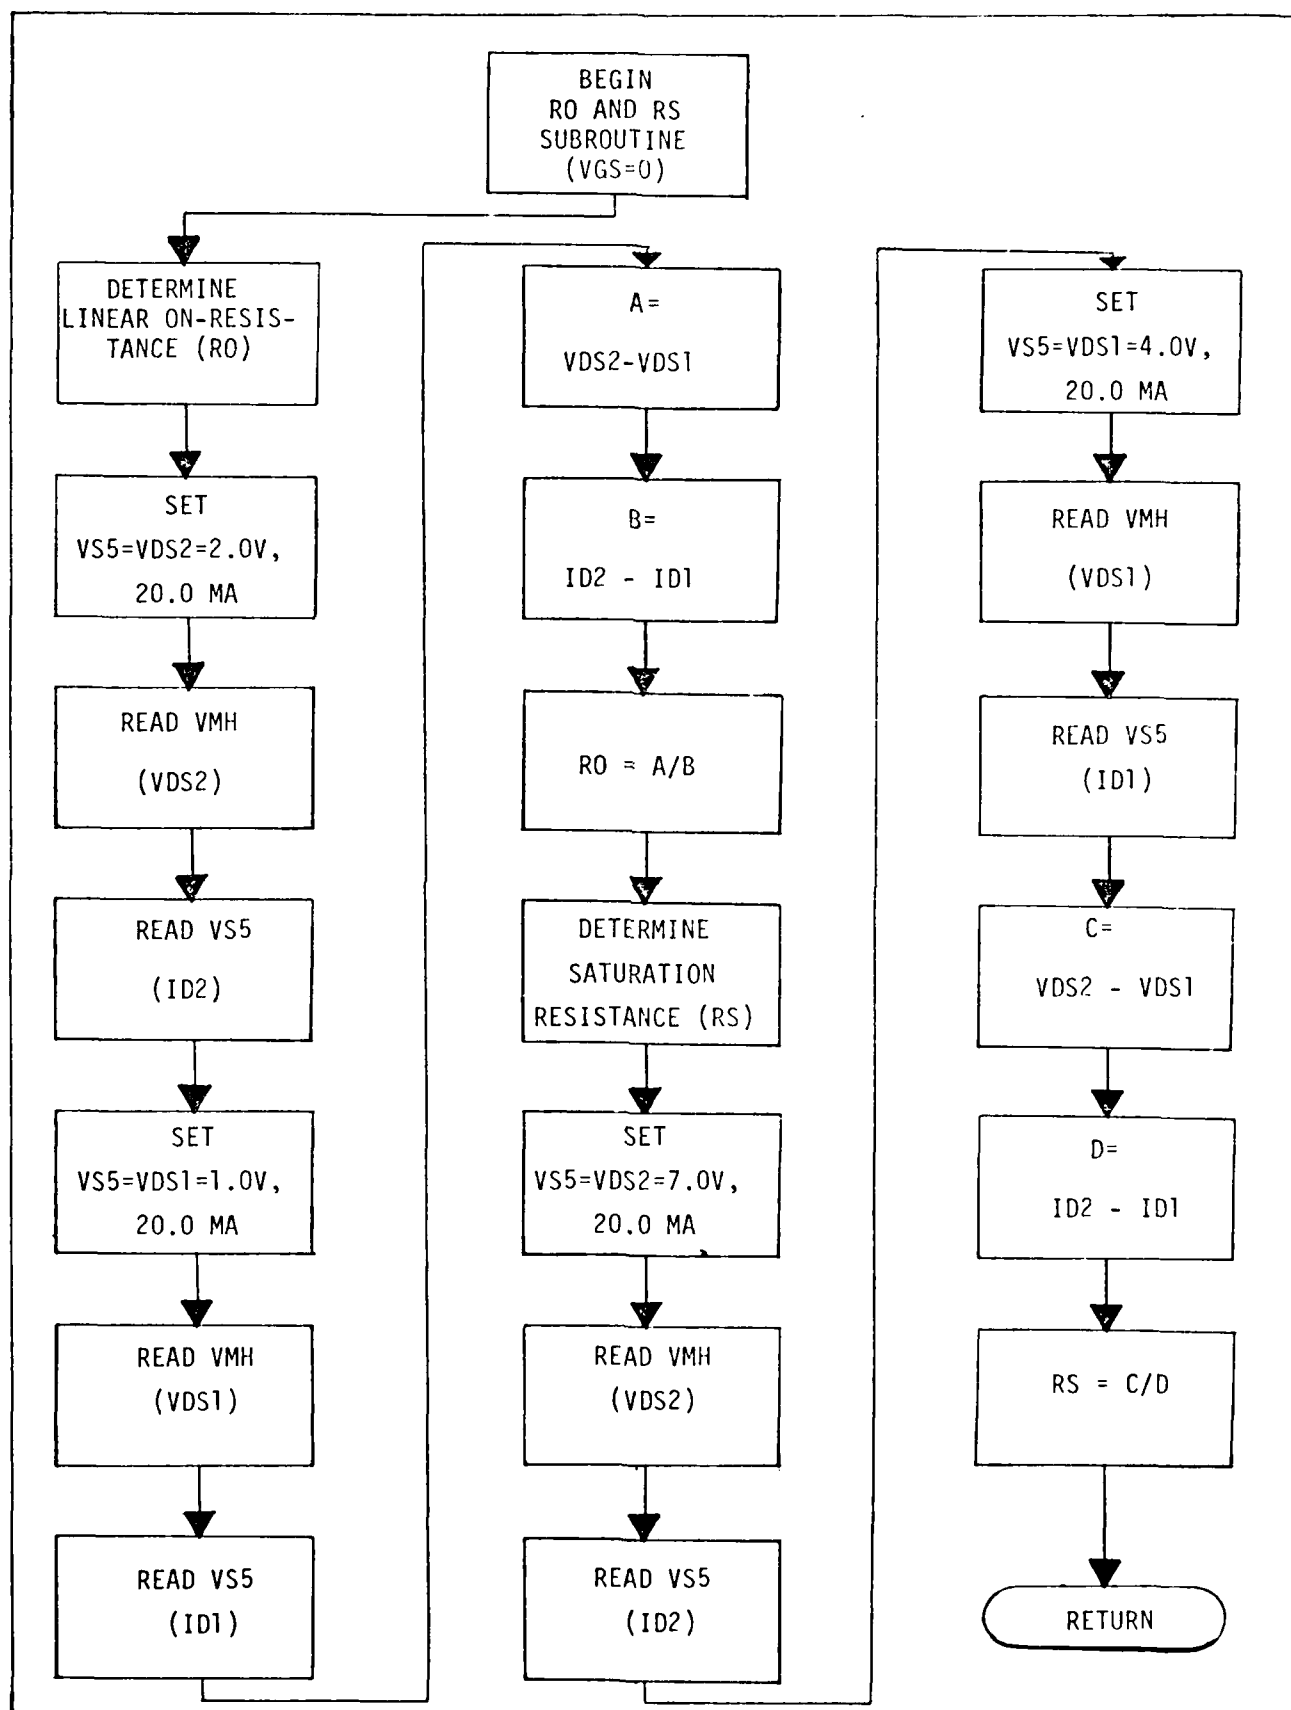 BEGIN
RO AND RS
SUBROUTINE
(VGS=0)
DETERMINE
LINEAR ON-RESIS-
TANCE (RO)
SET
VS5=VDS2=2.0V,
20.0 MA
READ VMH
(VDS2)
READ VS5
(ID2)
SET
VS5=VDS1=1.0V,
20.0 MA
READ VMH
(VDS1)
READ VS5
(ID1)
A=
VDS2-VDS1
B=
ID2 - ID1
RO = A/B
DETERMINE
SATURATION
RESISTANCE (RS)
SET
VS5=VDS2=7.0V,
20.0 MA
READ VMH
(VDS2)
READ VS5
(ID2)
SET
VS5=VDS1=4.0V,
20.0 MA
READ VMH
(VDS1)
READ VS5
(ID1)
C=
VDS2 - VDS1
D=
ID2 - ID1
RS = C/D
RETURN